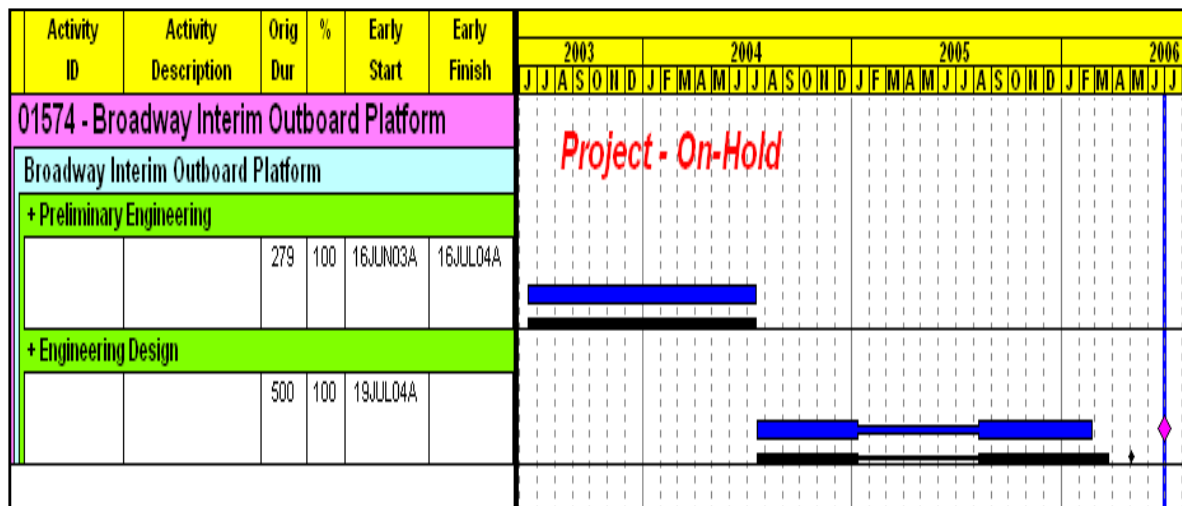 Activity Activity Orig % Early Early
ID Description Dur Start Finish
2003 2004 2005 2006
J J A S O N D J F M A M J J A S O N D J F M A M J J A S O N D J F M A M J J
01574 - Broadway Interim Outboard Platform
Project - On-Hold
Broadway Interim Outboard Platform
+ Preliminary Engineering
279 100 16JUN03A 16JUL04A
+ Engineering Design
500 100 19JUL04A